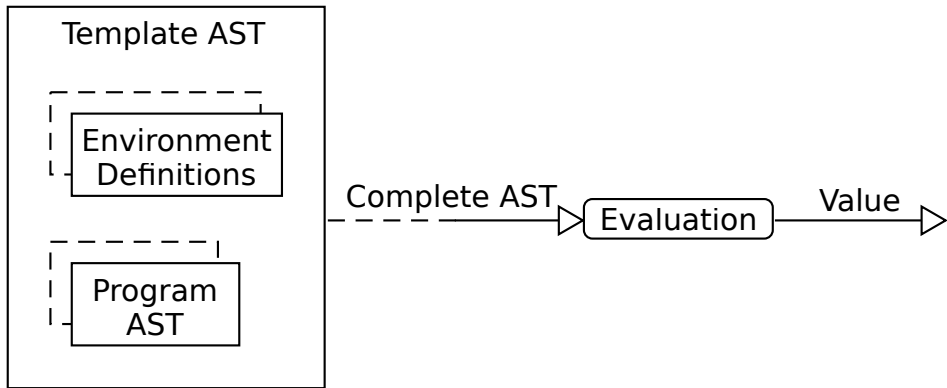 Template AST
Environment
Definitions
Program
AST
Complete AST
Evaluation
Value